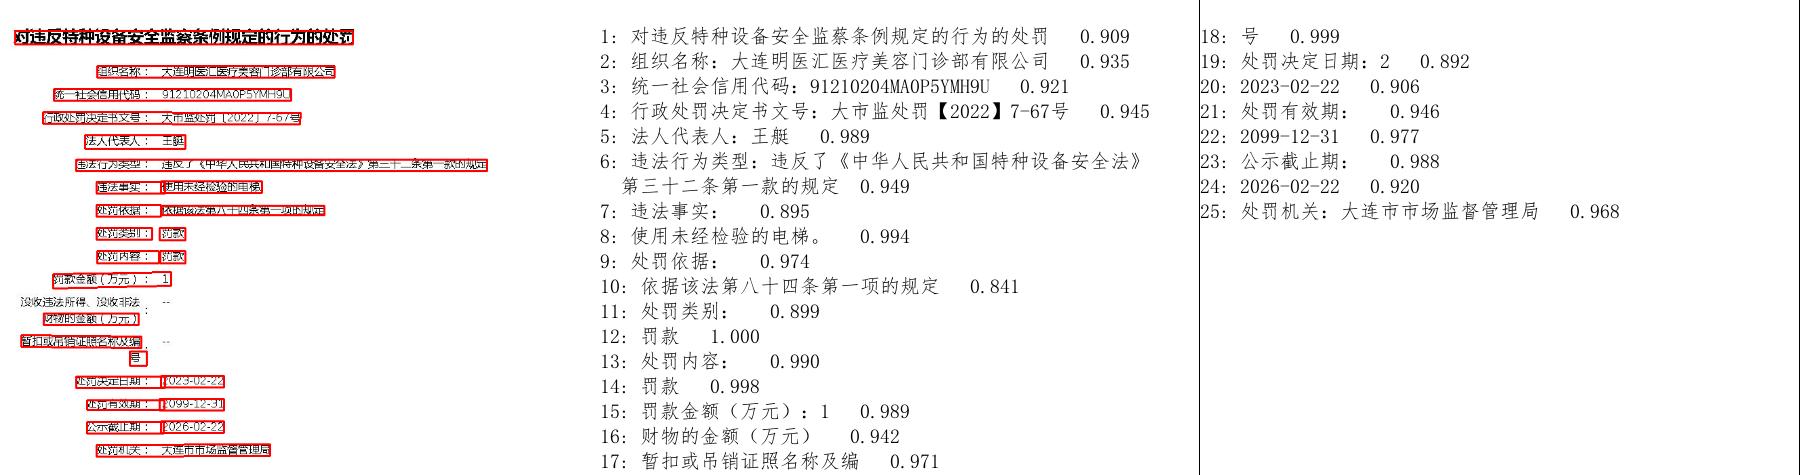 对违反特种设备安全监察条例规定的行为的处罚
组织名称： 大连明医汇医疗美容门诊部有限公司
统一社会信用代码： 91210204MA0P5YMH9U
行政处罚决定书文号： 大市监处罚【2022】7-67号
法人代表人： 王艇
违法行为类型： 违反了《中华人民共和国特种设备安全法》第三十二条第一款的规定
违法事实： 使用未经检验的电梯。
处罚依据： 依据该法第八十四条第一项的规定
处罚类别： 罚款
处罚内容： 罚款
罚款金额（万元）： 1
没收违法所得、没收非法
财物的金额（万元） ： --
暂扣或吊销证照名称及编
号 ： --
处罚决定日期： 2023-02-22
处罚有效期： 2099-12-31
公示截止期： 2026-02-22
处罚机关： 大连市市场监督管理局
1: 对违反特种设备安全监察条例规定的行为的处罚 0.909
2: 组织名称：大连明医汇医疗美容门诊部有限公司 0.935
3: 统一社会信用代码：91210204MA0P5YMH9U 0.921
4: 行政处罚决定书文号：大市监处罚【2022】7-67号 0.945
5: 法人代表人：王艇 0.989
6: 违法行为类型：违反了《中华人民共和国特种设备安全法》
第三十二条第一款的规定 0.949
7: 违法事实： 0.895
8: 使用未经检验的电梯。 0.994
9: 处罚依据： 0.974
10: 依据该法第八十四条第一项的规定 0.841
11: 处罚类别： 0.899
12: 罚款 1.000
13: 处罚内容： 0.990
14: 罚款 0.998
15: 罚款金额（万元）：1 0.989
16: 财物的金额（万元） 0.942
17: 暂扣或吊销证照名称及编 0.971
18: 号 0.999
19: 处罚决定日期：2 0.892
20: 2023-02-22 0.906
21: 处罚有效期： 0.946
22: 2099-12-31 0.977
23: 公示截止期： 0.988
24: 2026-02-22 0.920
25: 处罚机关：大连市市场监督管理局 0.968